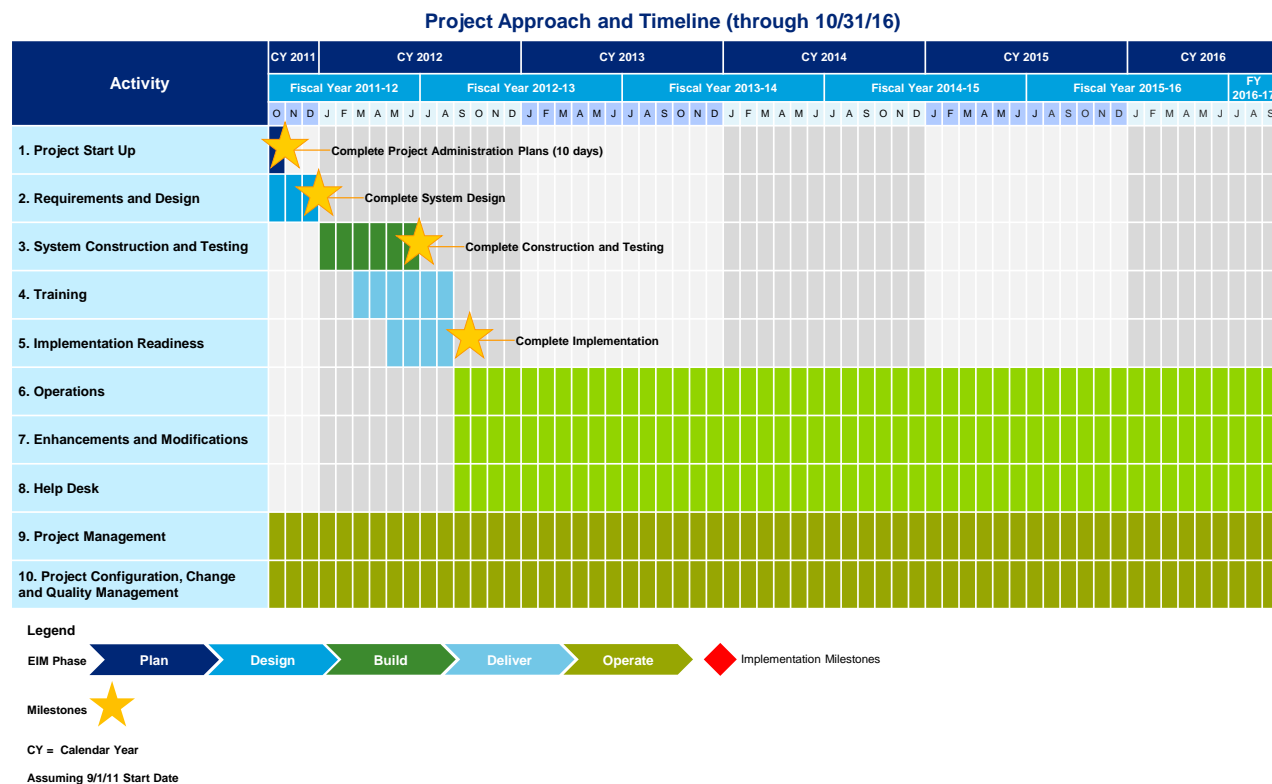 Project Approach and Timeline (through 10/31/16)
Activity
CY 2011 CY 2012 CY 2013 CY 2014 CY 2015 CY 2016
Fiscal Year 2011-12 Fiscal Year 2012-13 Fiscal Year 2013-14 Fiscal Year 2014-15 Fiscal Year 2015-16 FY
2016-17
O N D J F M A M J J A S O N D J F M A M J J A S O N D J F M A M J J A S O N D J F M A M J J A S O N D J F M A M J J A S
1. Project Start Up
Complete Project Administration Plans (10 days)
2. Requirements and Design
Complete System Design
3. System Construction and Testing
Complete Construction and Testing
4. Training
5. Implementation Readiness
Complete Implementation
6. Operations
7. Enhancements and Modifications
8. Help Desk
9. Project Management
10. Project Configuration, Change
and Quality Management
Legend
EIM Phase Plan Design Build Deliver Operate Implementation Milestones
Milestones
CY = Calendar Year
Assuming 9/1/11 Start Date